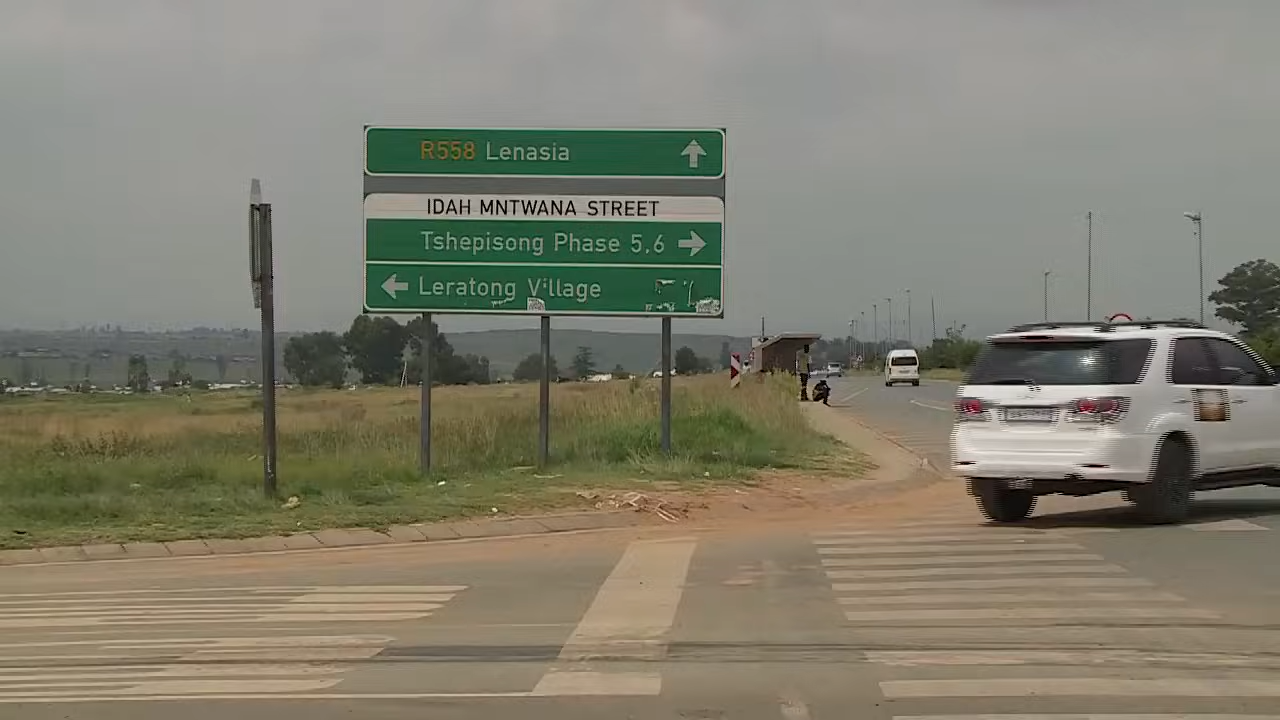 R558 Lenasia
IDAH MNTWANA STREET
Tshepisong Phase 5,6
Leratong Village